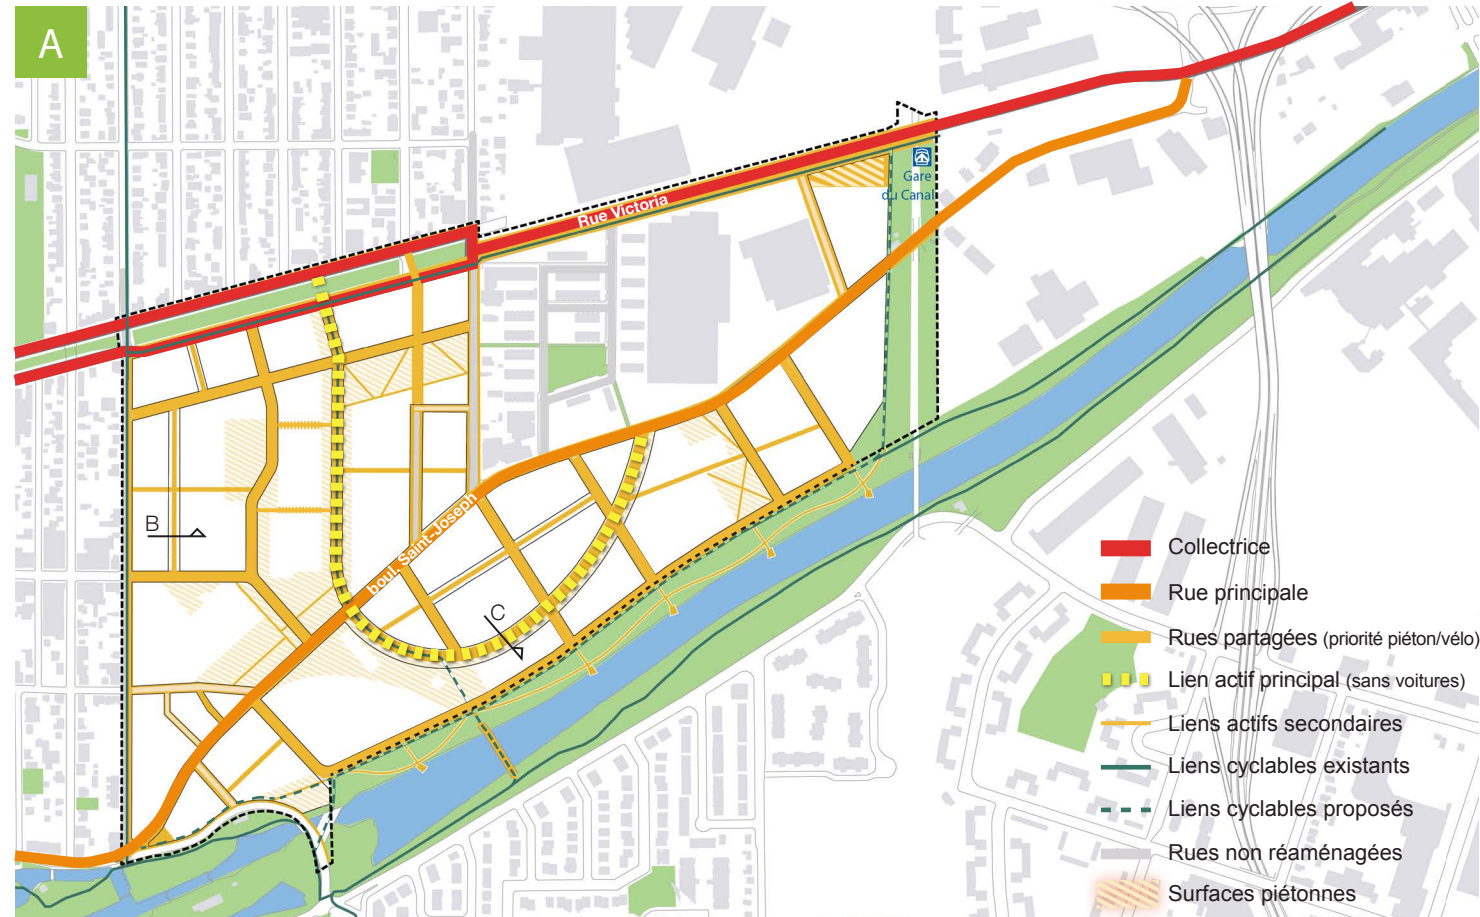 A
Gare
du Canal
Rue Victoria
B
boul. Saint-Joseph
C
Collectrice
Rue principale
Rues partagées (priorité piéton/vélo)
Lien actif principal (sans voitures)
Liens actifs secondaires
Liens cyclables existants
Liens cyclables proposés
Rues non réaménagées
Surfaces piétonnes